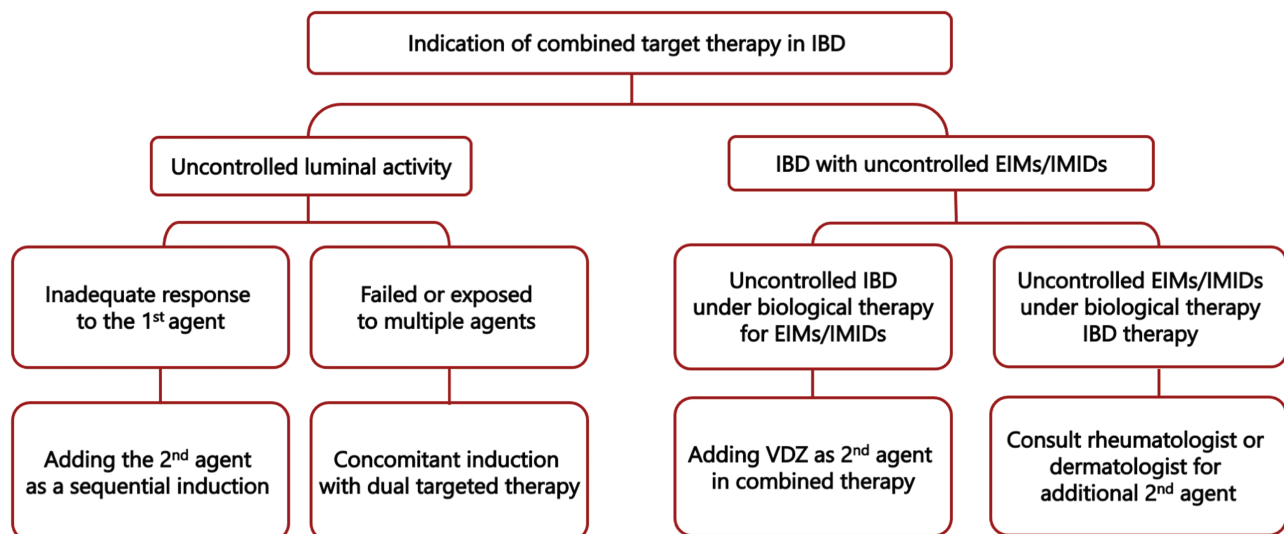 Indication of combined target therapy in IBD
Uncontrolled luminal activity
IBD with uncontrolled EIMs/IMIDs
Inadequate response
to the 1st agent
Failed or exposed
to multiple agents
Uncontrolled IBD
under biological therapy
for EIMs/IMIDs
Uncontrolled EIMs/IMIDs
under biological therapy
IBD therapy
Adding the 2nd agent
as a sequential induction
Concomitant induction
with dual targeted therapy
Adding VDZ as 2nd agent
in combined therapy
Consult rheumatologist or
dermatologist for
additional 2nd agent